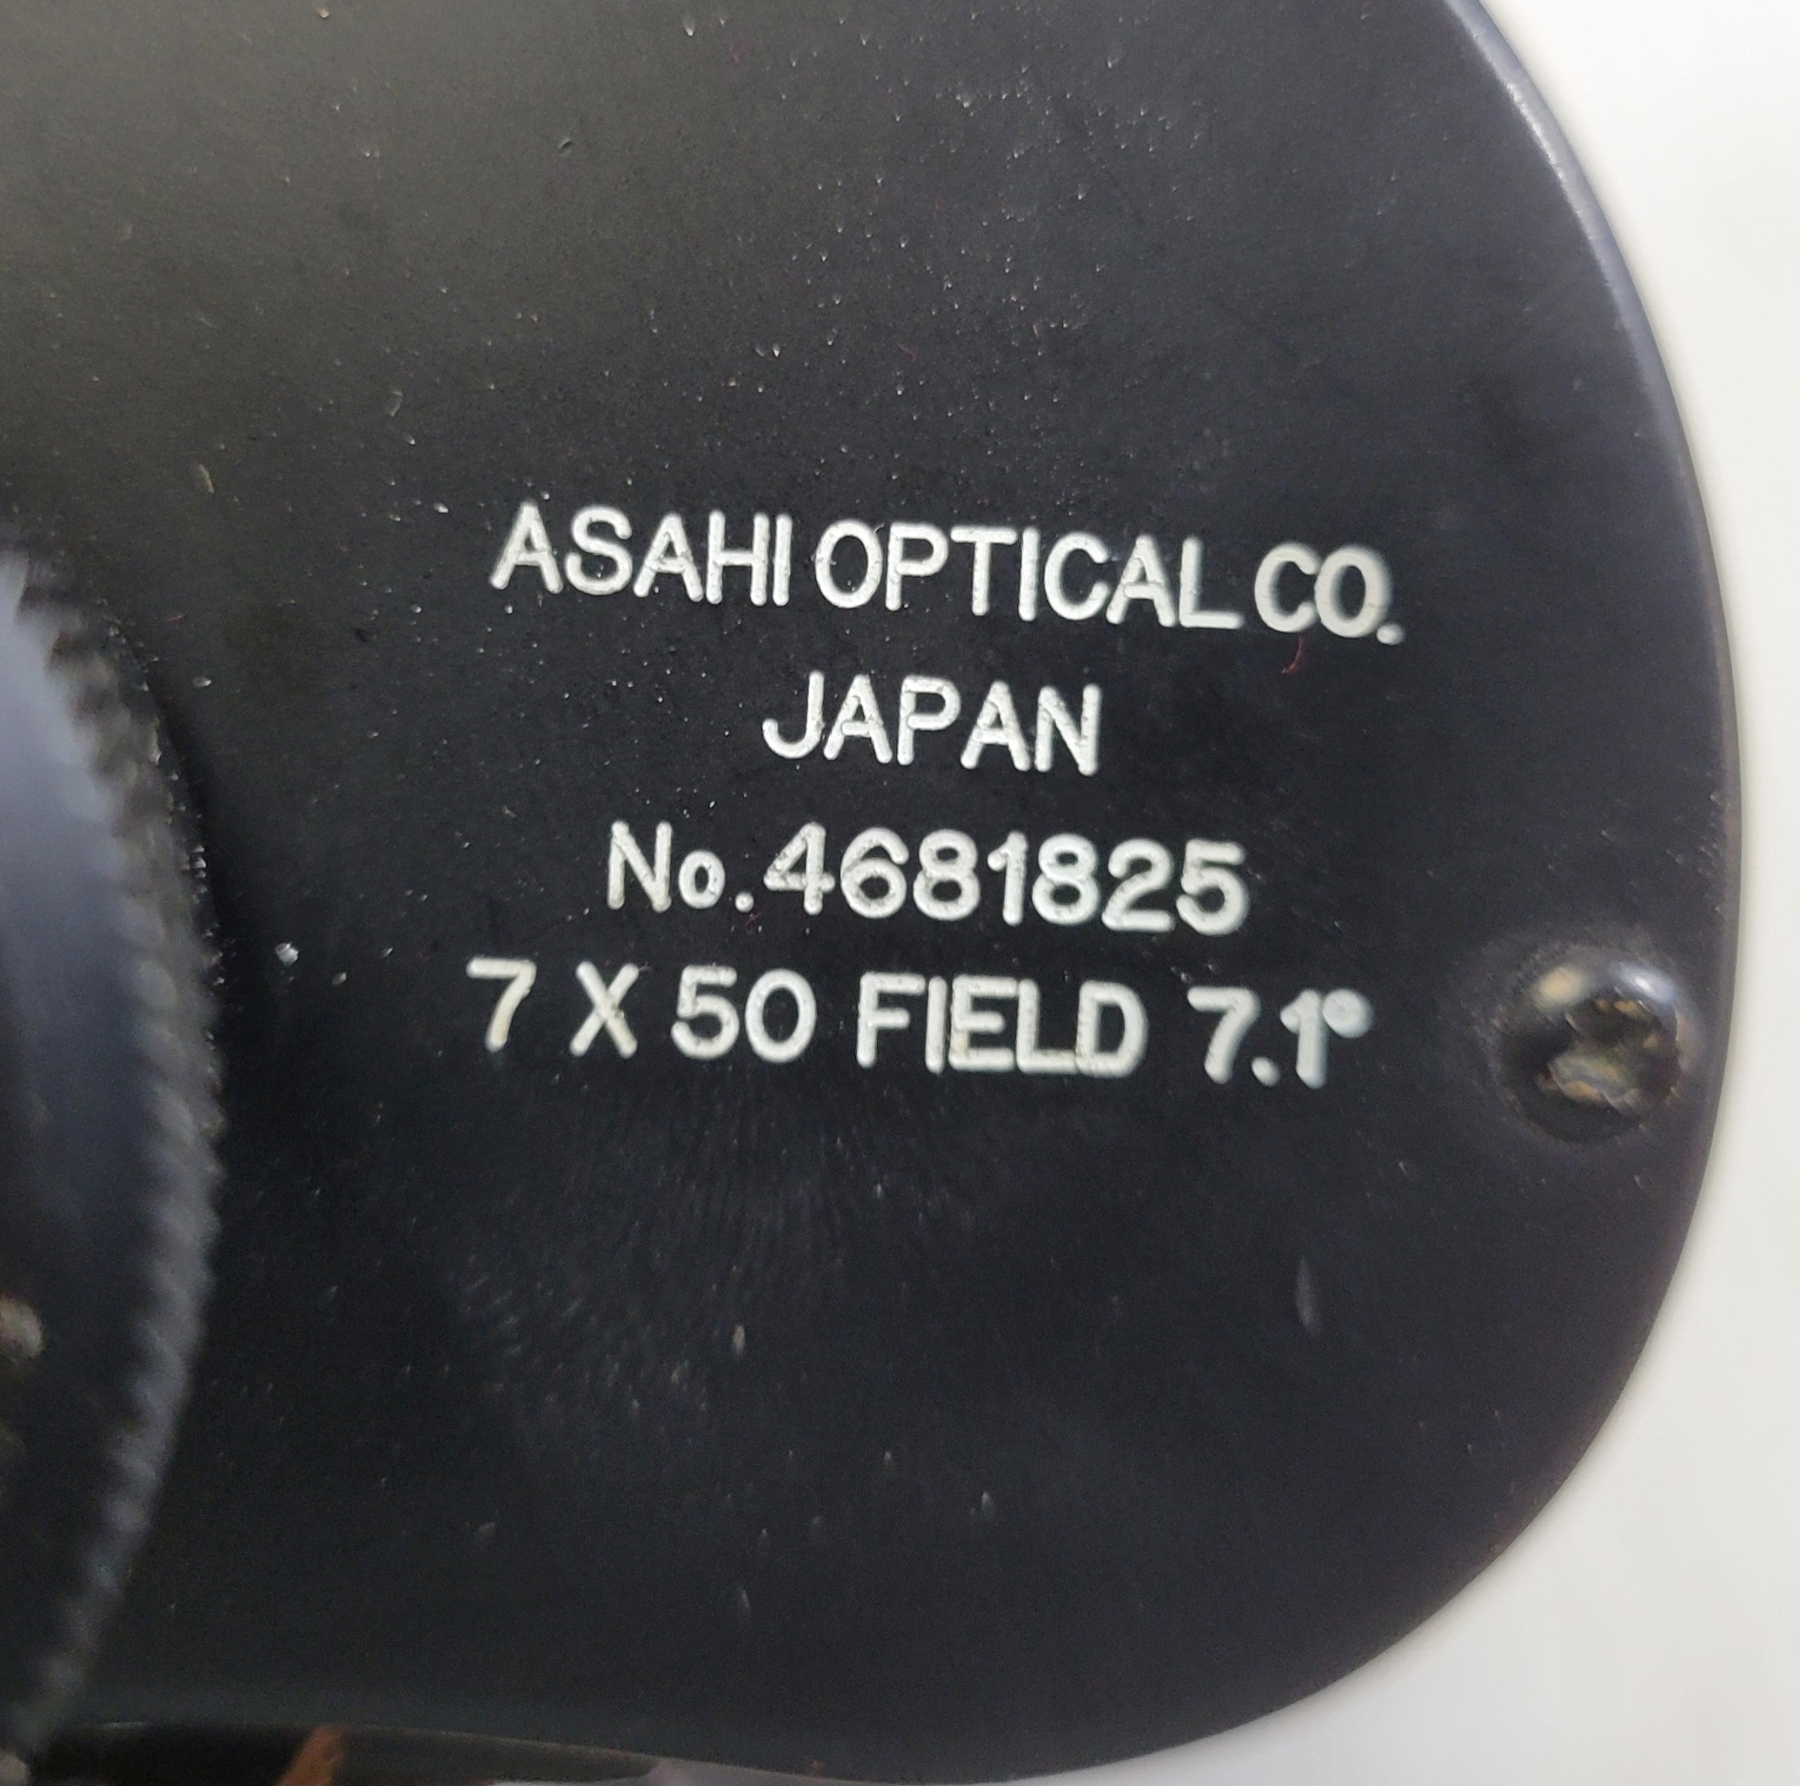 ASAHI OPTICAL CO.
JAPAN
No.4681825
7 X 50 FIELD 7.1°